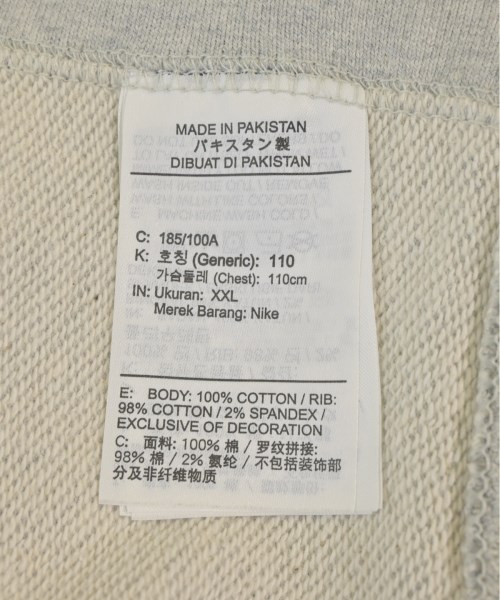 MADE IN PAKISTAN
パキスタン製
DIBUAT DI PAKISTAN
C: 185/100A
K: 호칭 (Generic): 110
가슴둘레 (Chest): 110cm
IN: Ukuran: XXL
Merek Barang: Nike
E: BODY: 100% COTTON / RIB:
98% COTTON / 2% SPANDEX /
EXCLUSIVE OF DECORATION
C: 面料: 100% 棉 / 罗纹拼接:
98% 棉 / 2% 氨纶 / 不包括装饰部
分及非纤维物质